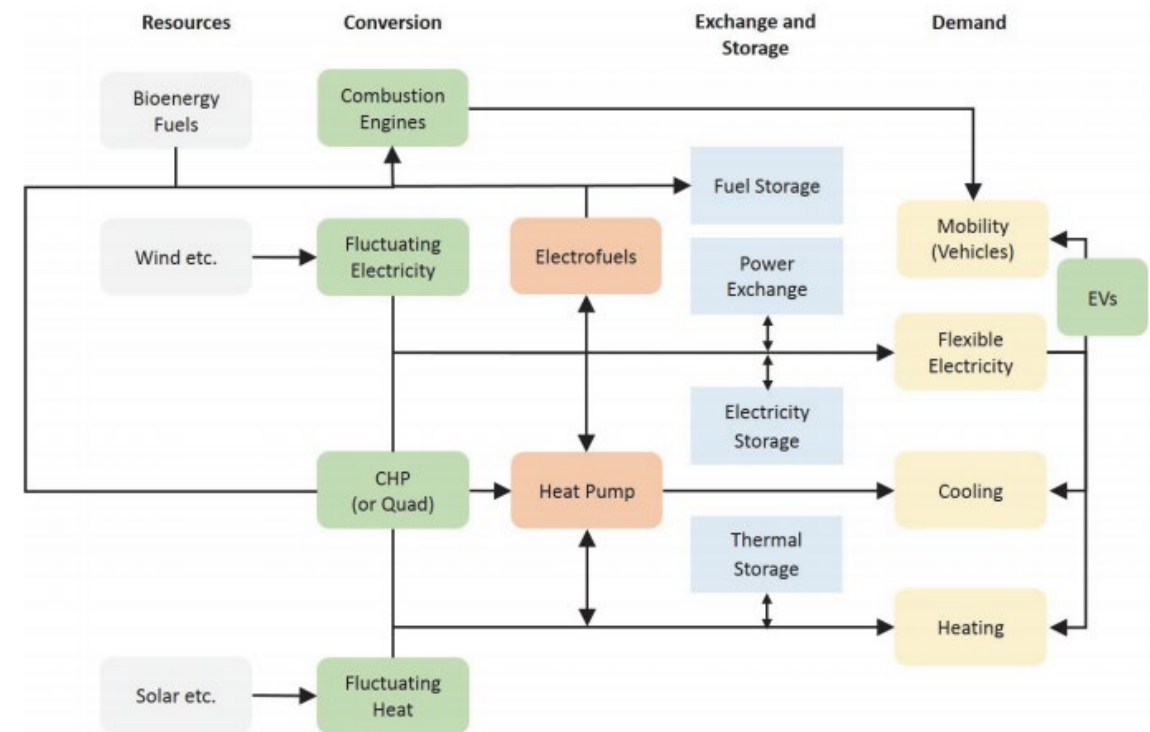 Resources
Conversion
Exchange and
Storage
Demand
Bioenergy
Fuels
Combustion
Engines
Fuel Storage
Mobility
(Vehicles)
Wind etc.
Fluctuating
Electricity
Electrofuels
Power
Exchange
EVs
Flexible
Electricity
Electricity
Storage
CHP
(or Quad)
Heat Pump
Cooling
Thermal
Storage
Heating
Solar etc.
Fluctuating
Heat